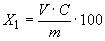 X₁ = V · C / m · 100